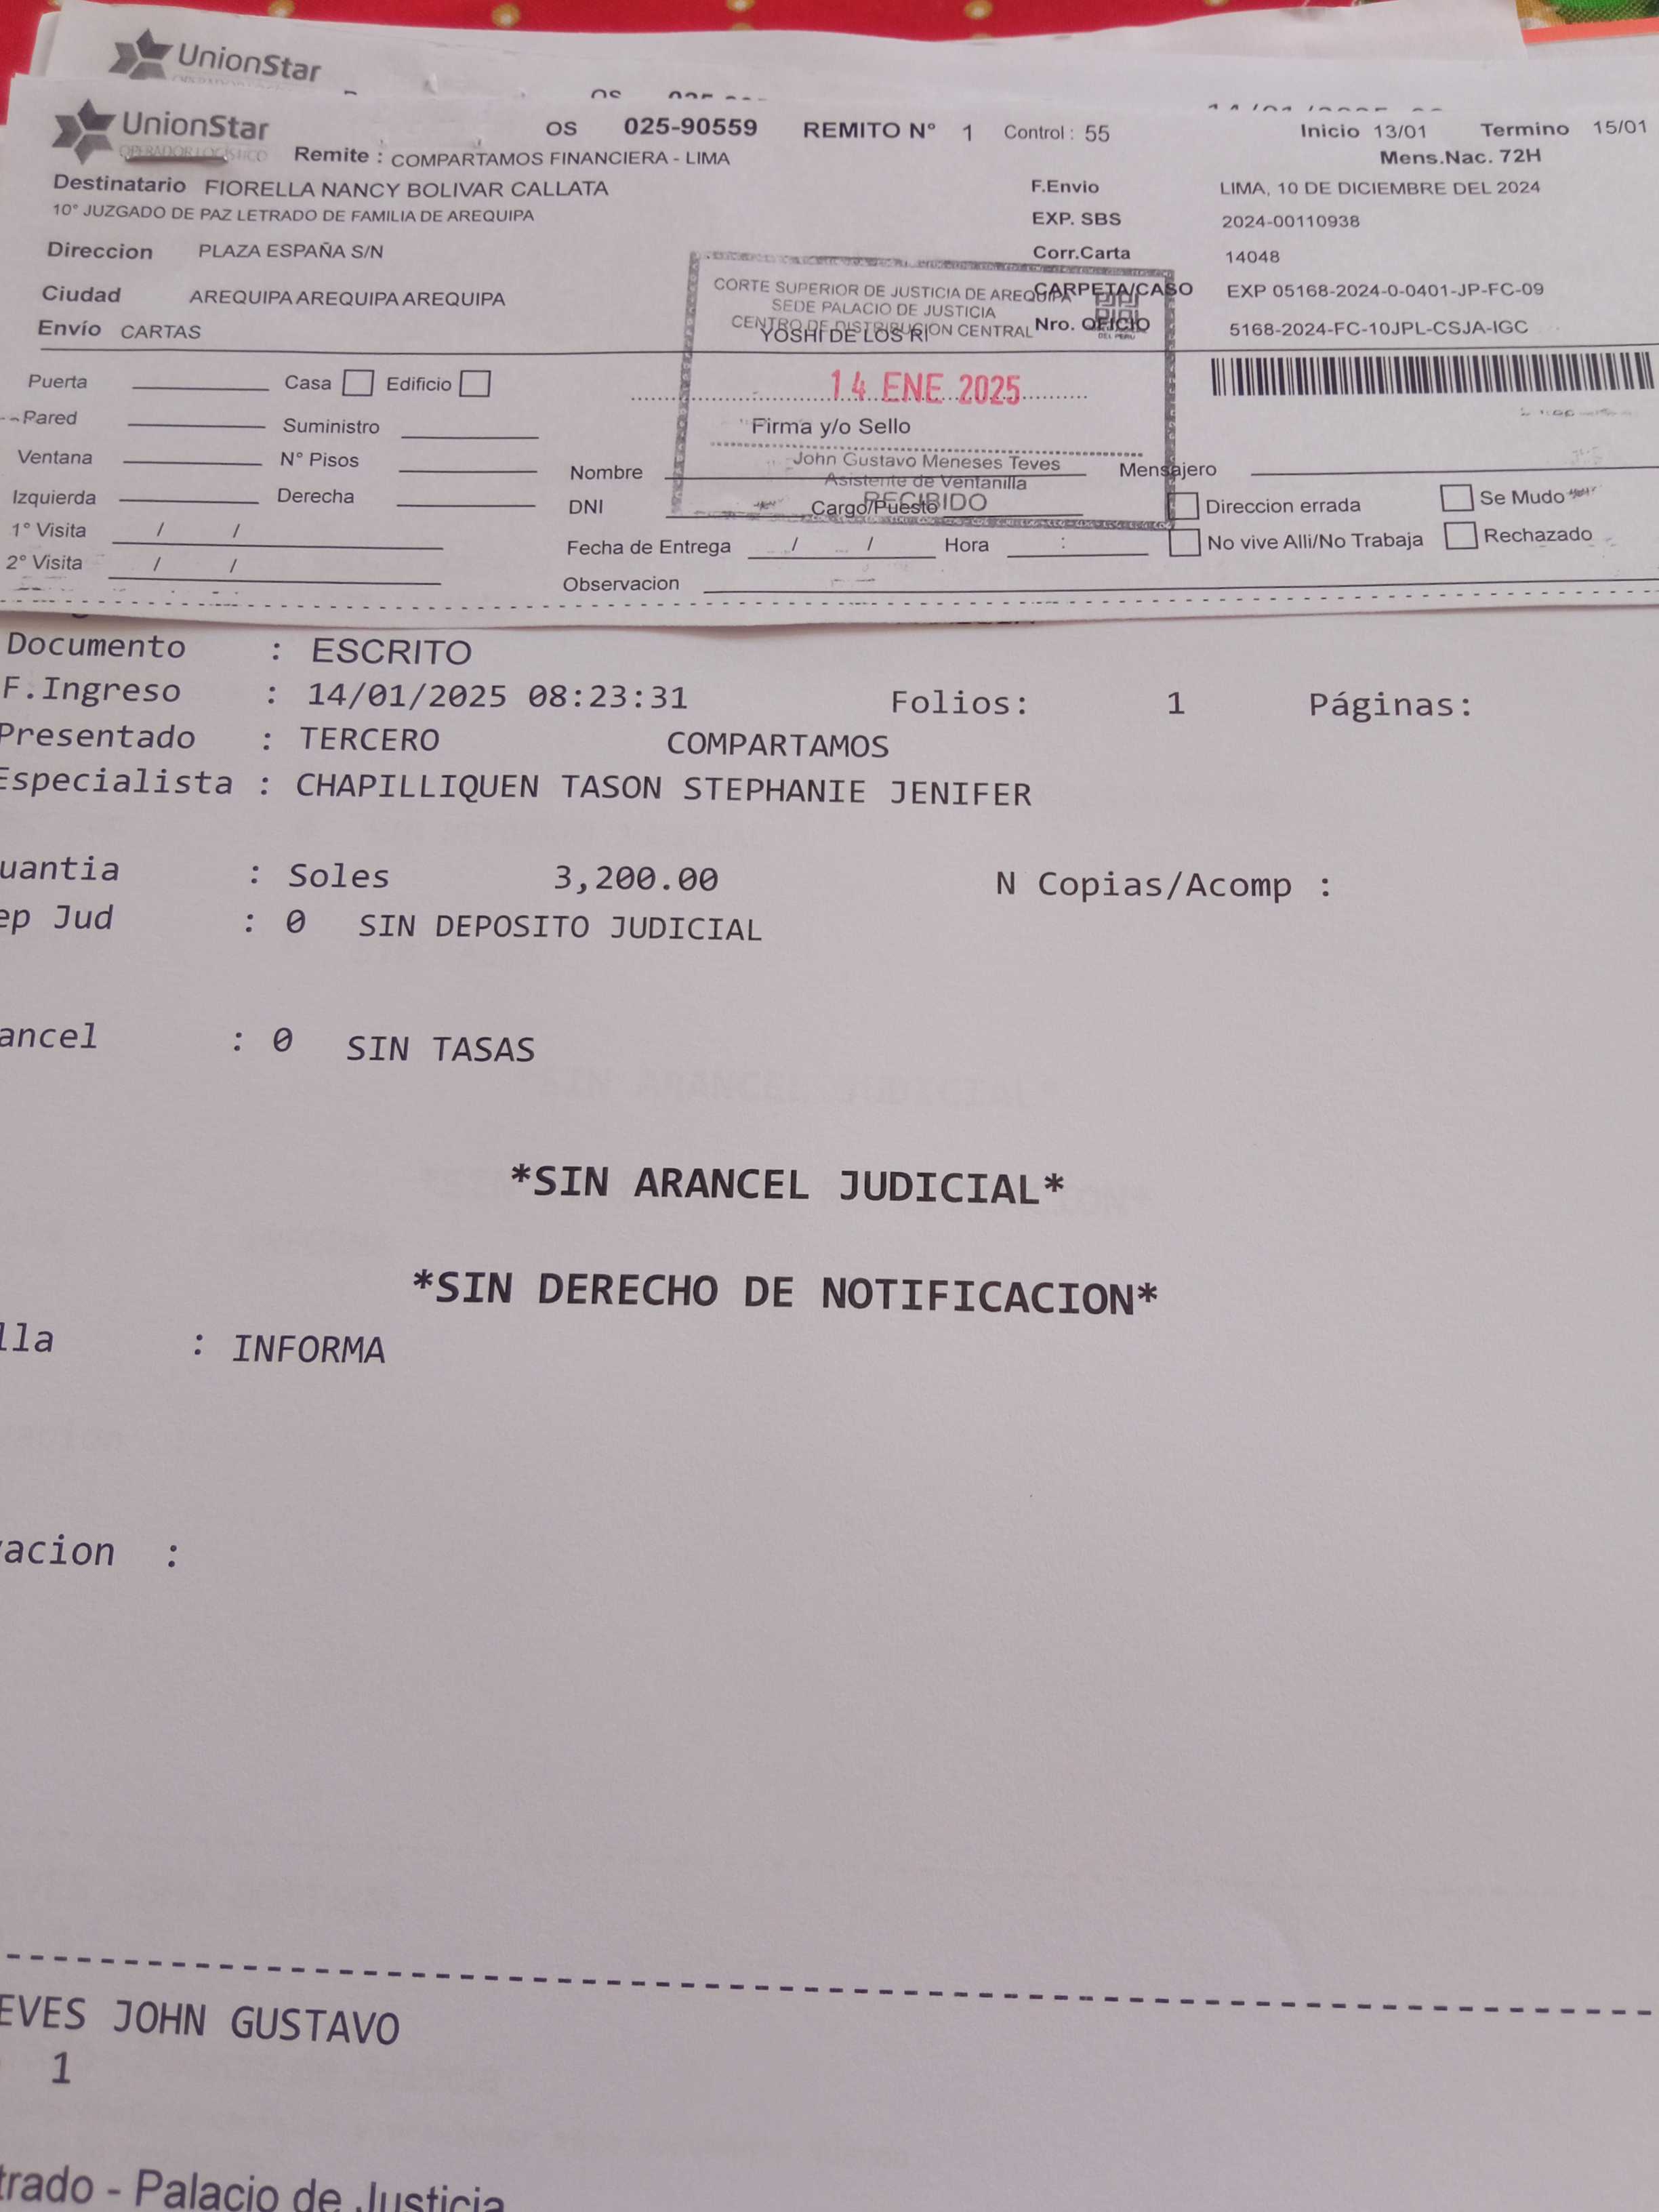 UnionStar
OS
UnionStar
OPERADOR LOGÍSTICO
OS 025-90559 REMITO N° 1 Control : 55 Inicio 13/01 Termino 15/01
Remite : COMPARTAMOS FINANCIERA - LIMA Mens.Nac. 72H
Destinatario FIORELLA NANCY BOLIVAR CALLATA F.Envio LIMA, 10 DE DICIEMBRE DEL 2024
10° JUZGADO DE PAZ LETRADO DE FAMILIA DE AREQUIPA EXP. SBS 2024-00110938
Direccion PLAZA ESPAÑA S/N Corr.Carta 14048
Ciudad AREQUIPA AREQUIPA AREQUIPA CARPETA/CASO EXP 05168-2024-0-0401-JP-FC-09
Envío CARTAS Nro. OFICIO 5168-2024-FC-10JPL-CSJA-IGC
CORTE SUPERIOR DE JUSTICIA DE AREQUIPA
SEDE PALACIO DE JUSTICIA
CENTRO DE DISTRIBUCION CENTRAL
YOSHI DE LOS RI
DEL PERU
14 ENE 2025
Puerta Casa Edificio
Pared Suministro Firma y/o Sello
Ventana N° Pisos Nombre John Gustavo Meneses Teves Mensajero
Asistente de Ventanilla
Izquierda Derecha DNI Cargo/Puesto RECIBIDO Direccion errada Se Mudo
1° Visita / / Fecha de Entrega / / Hora : No vive Alli/No Trabaja Rechazado
2° Visita / / Observacion
Documento : ESCRITO
F.Ingreso : 14/01/2025 08:23:31 Folios: 1 Páginas:
Presentado : TERCERO COMPARTAMOS
Especialista : CHAPILLIQUEN TASON STEPHANIE JENIFER
uantia : Soles 3,200.00 N Copias/Acomp :
ep Jud : 0 SIN DEPOSITO JUDICIAL
ancel : 0 SIN TASAS
*SIN ARANCEL JUDICIAL*
*SIN DERECHO DE NOTIFICACION*
lla : INFORMA
vacion :
EVES JOHN GUSTAVO
1
trado - Palacio de Justicia